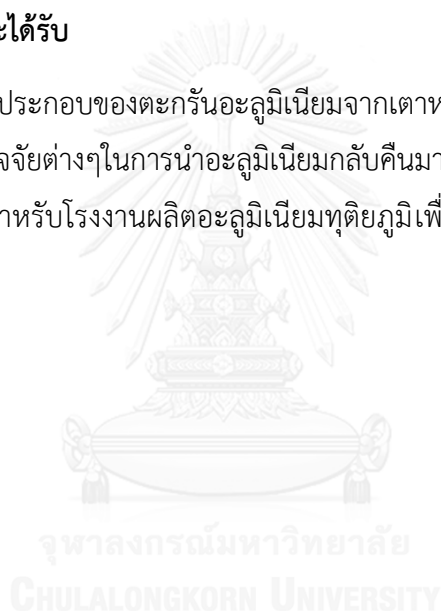 ะได้รับ
ประกอบของตะกรันอะลูมิเนียมจากเตาห
จจัยต่างๆในการนำอะลูมิเนียมกลับคืนมา
าหรับโรงงานผลิตอะลูมิเนียมทุติยภูมิเพื่
จุฬาลงกรณ์มหาวิทยาลัย
CHULALONGKORN UNIVERSITY